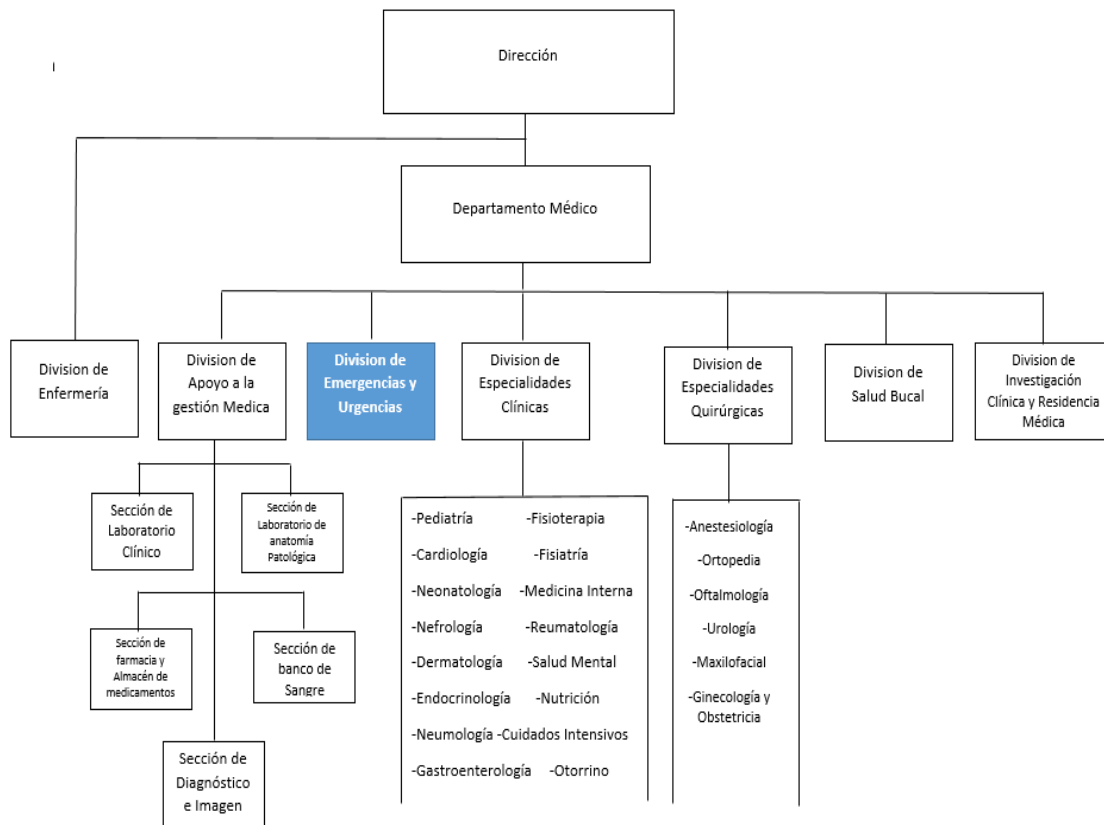 Dirección
Departamento Médico
Division de
Enfermería
Division de
Apoyo a la
gestión Medica
Division de
Emergencias y
Urgencias
Division de
Especialidades
Clínicas
Division de
Especialidades
Quirúrgicas
Division de
Salud Bucal
Division de
Investigación
Clínica y Residencia
Médica
Sección de
Laboratorio
Clínico
Sección de
Laboratorio de
anatomía
Patológica
Sección de
farmacia y
Almacén de
medicamentos
Sección de
banco de
Sangre
Sección de
Diagnóstico
e Imagen
-Pediatría -Fisioterapia
-Cardiología -Fisiatría
-Neonatología -Medicina Interna
-Nefrología -Reumatología
-Dermatología -Salud Mental
-Endocrinología -Nutrición
-Neumología -Cuidados Intensivos
-Gastroenterología -Otorrino
-Anestesiología
-Ortopedia
-Oftalmología
-Urología
-Maxilofacial
-Ginecología y
Obstetricia